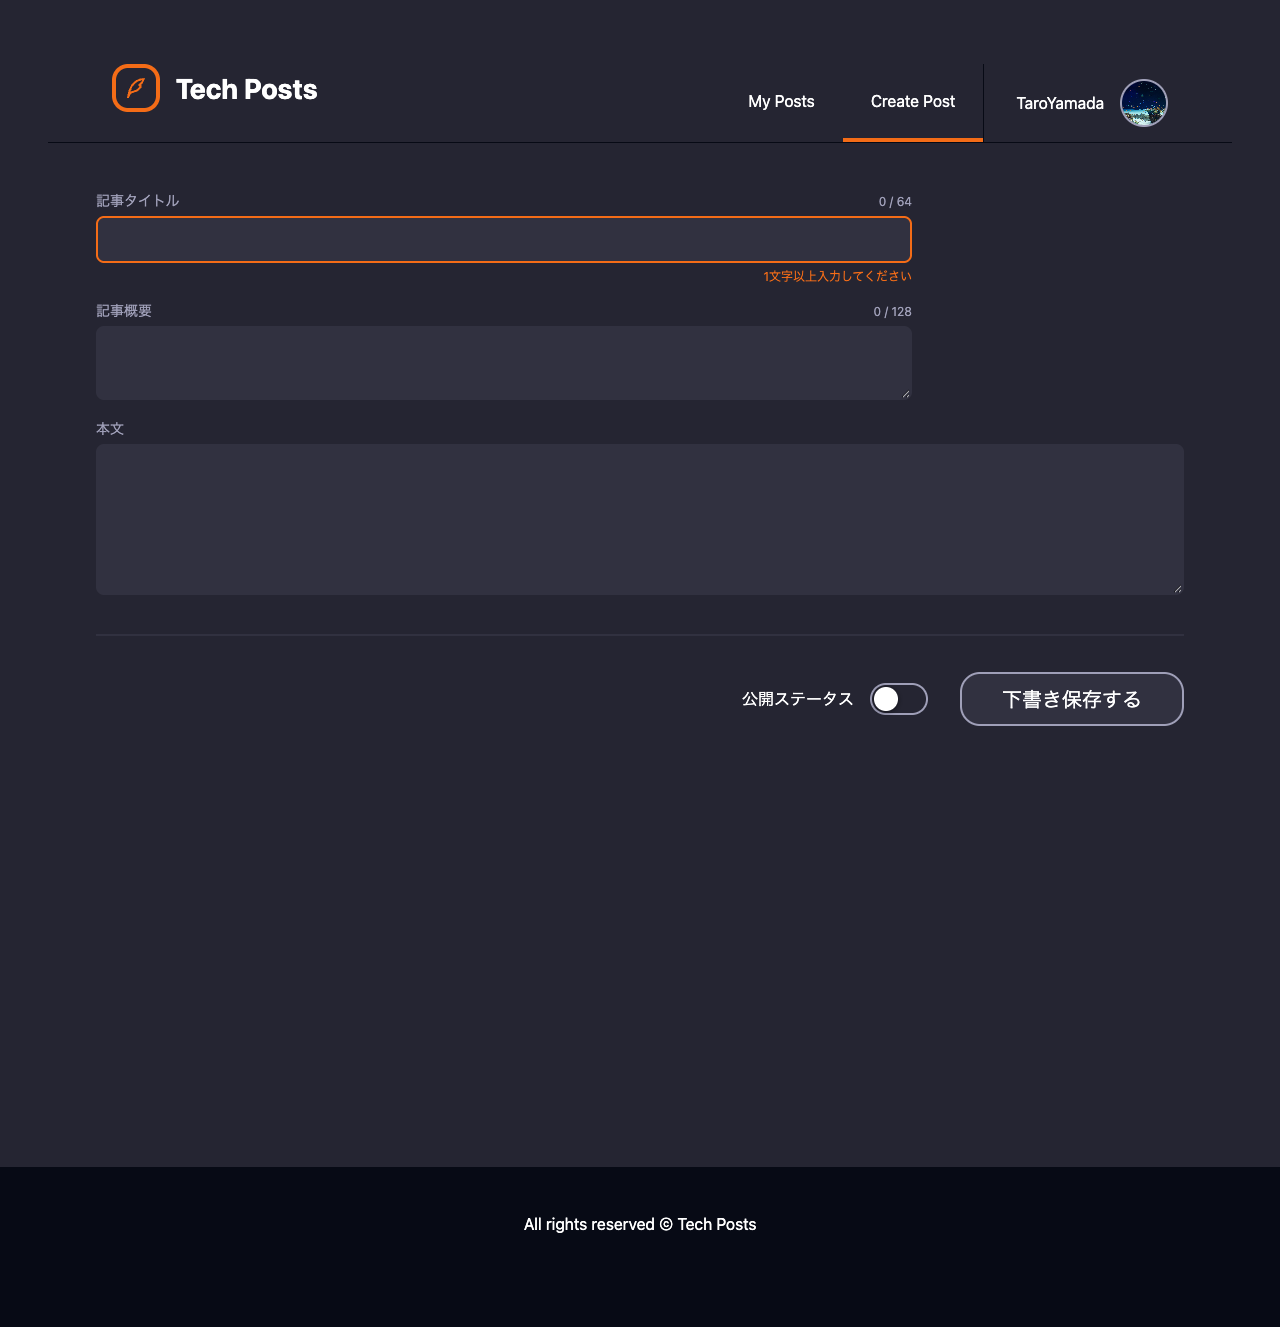 Tech Posts
My Posts
Create Post
TaroYamada
記事タイトル
0 / 64
1文字以上入力してください
記事概要
0 / 128
本文
公開ステータス
下書き保存する
All rights reserved © Tech Posts